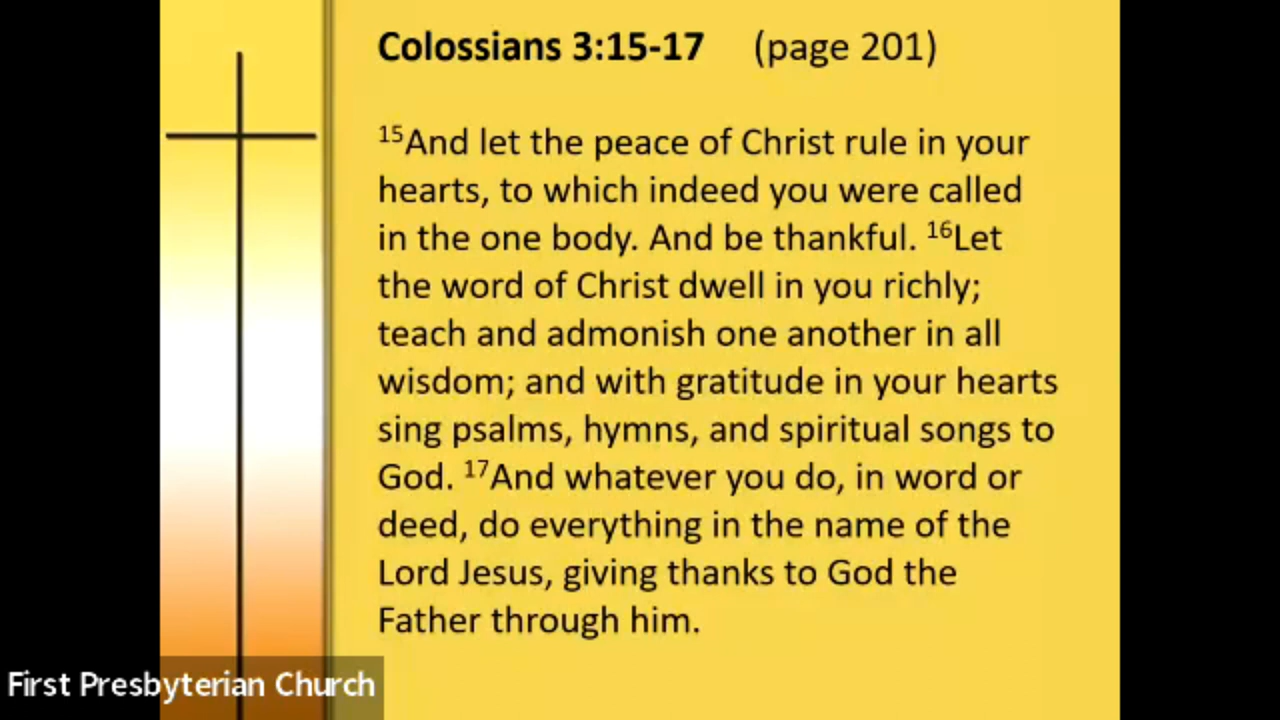 Colossians 3:15-17 (page 201)
15And let the peace of Christ rule in your
hearts, to which indeed you were called
in the one body. And be thankful. 16Let
the word of Christ dwell in you richly;
teach and admonish one another in all
wisdom; and with gratitude in your hearts
sing psalms, hymns, and spiritual songs to
God. 17And whatever you do, in word or
deed, do everything in the name of the
Lord Jesus, giving thanks to God the
Father through him.
First Presbyterian Church